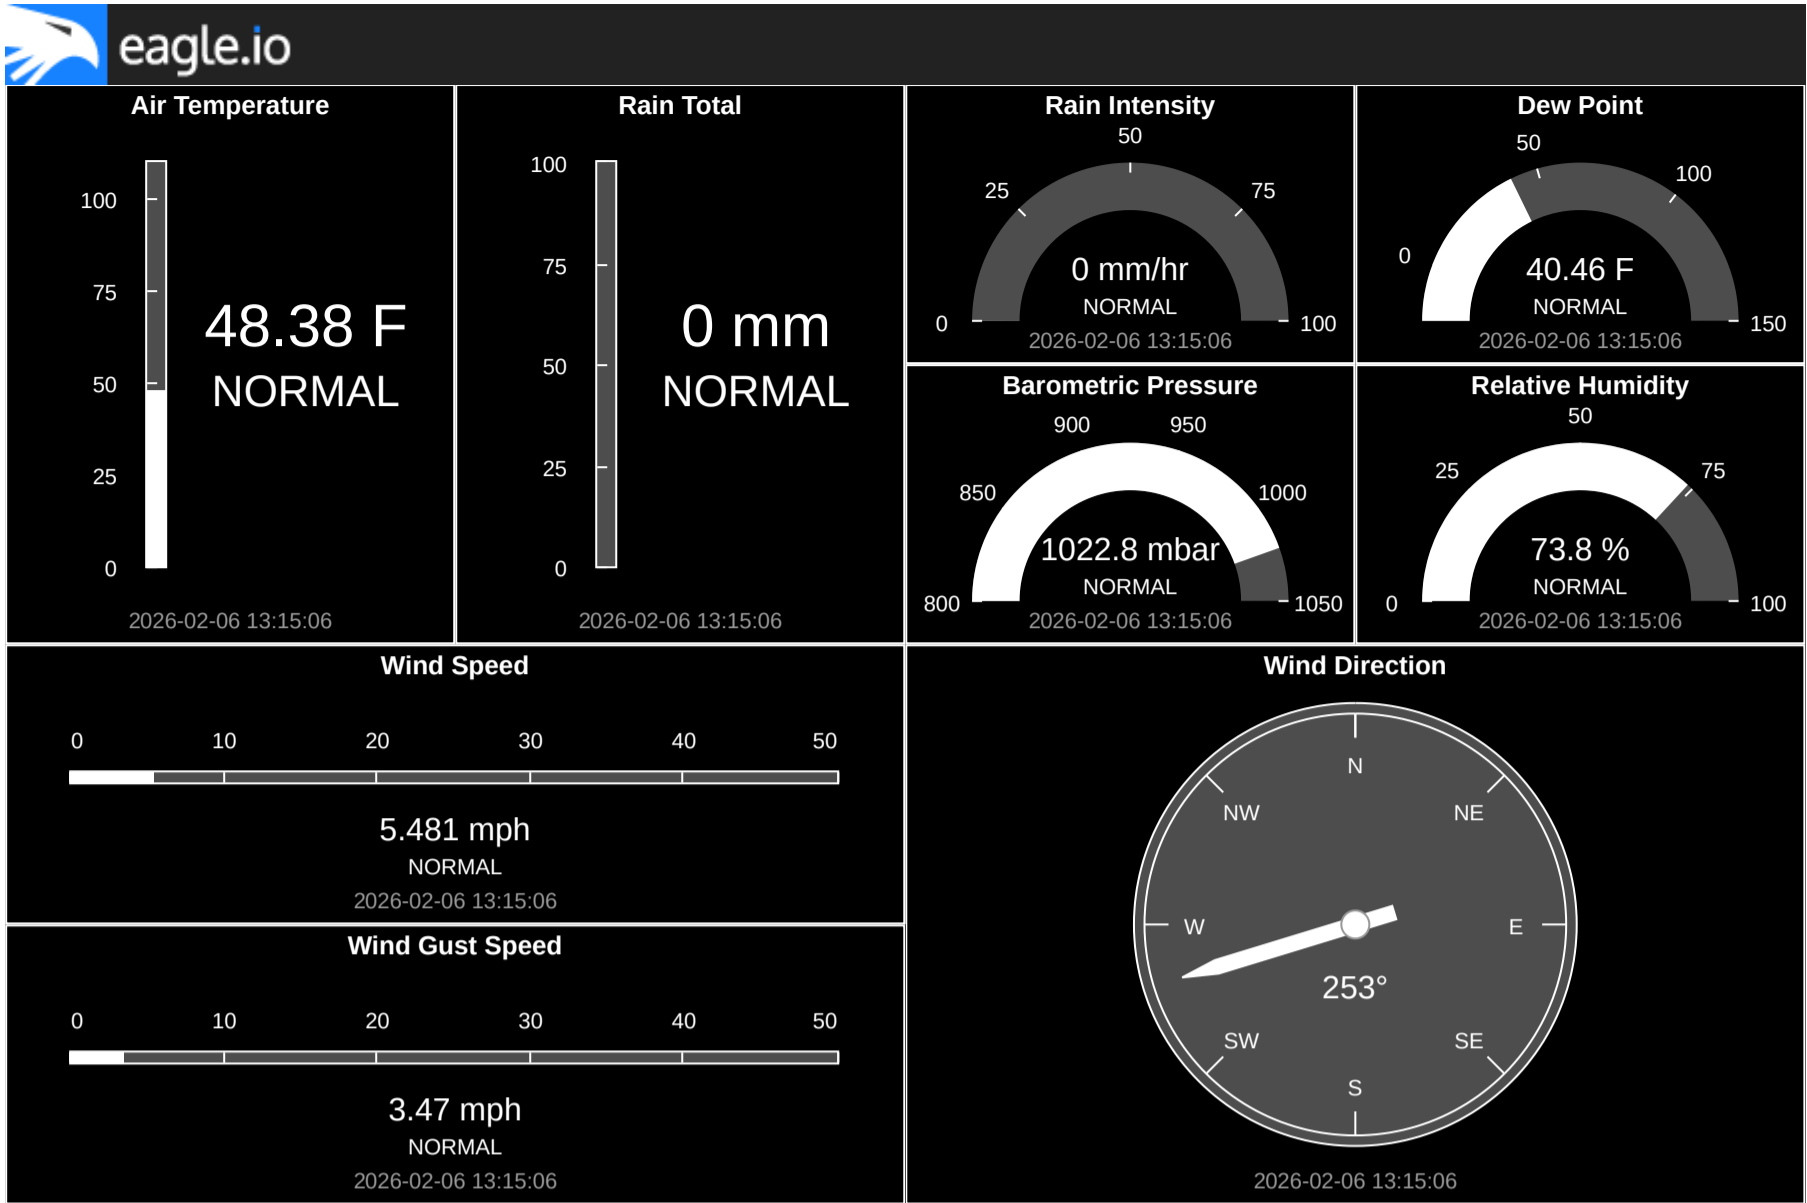 eagle.io
Air Temperature
100
75
50
25
0
48.38 F
NORMAL
2026-02-06 13:15:06
Rain Total
100
75
50
25
0
0 mm
NORMAL
2026-02-06 13:15:06
Rain Intensity
0
25
50
75
100
0 mm/hr
NORMAL
2026-02-06 13:15:06
Dew Point
0
50
100
150
40.46 F
NORMAL
2026-02-06 13:15:06
Barometric Pressure
800
850
900
950
1000
1050
1022.8 mbar
NORMAL
2026-02-06 13:15:06
Relative Humidity
0
25
50
75
100
73.8 %
NORMAL
2026-02-06 13:15:06
Wind Speed
0 10 20 30 40 50
5.481 mph
NORMAL
2026-02-06 13:15:06
Wind Gust Speed
0 10 20 30 40 50
3.47 mph
NORMAL
2026-02-06 13:15:06
Wind Direction
N
NW NE
W E
253°
SW SE
S
2026-02-06 13:15:06